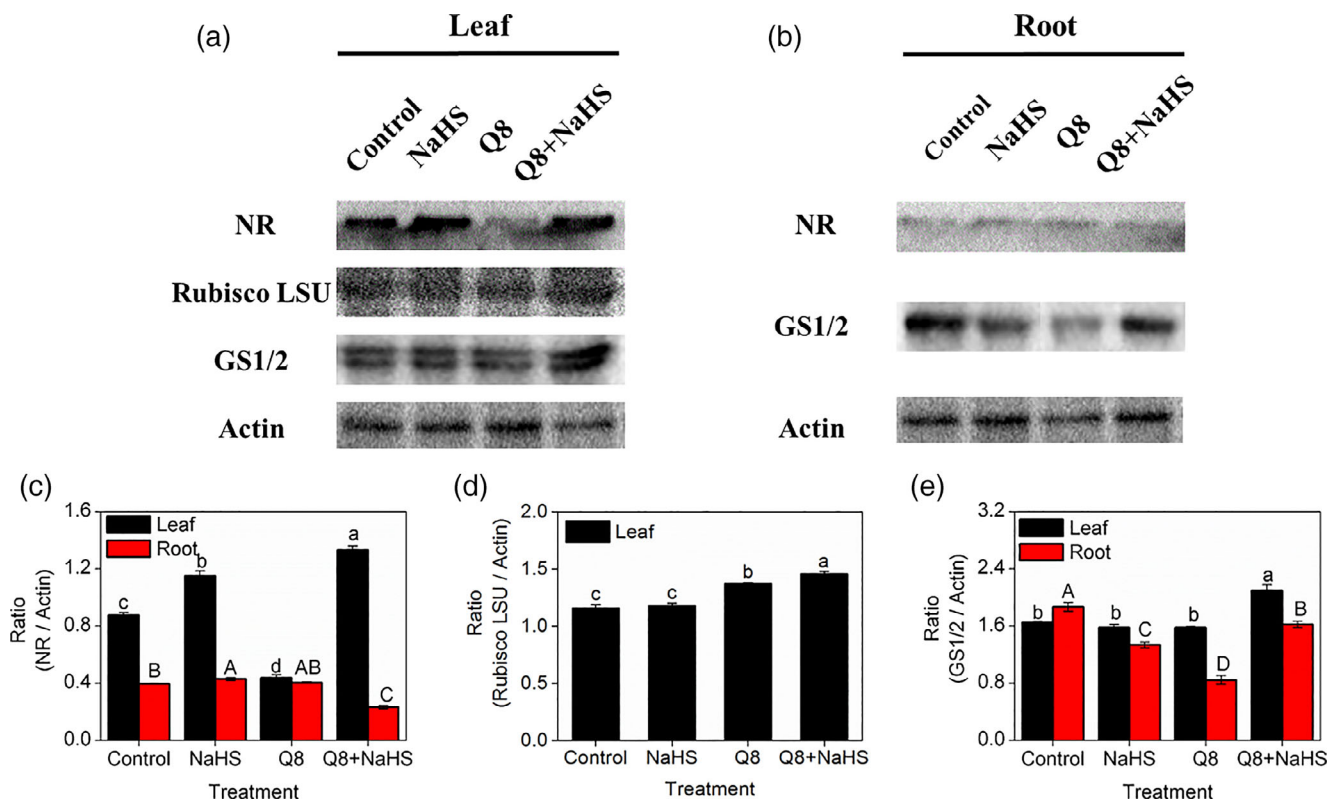 (a) Leaf
Control NaHS Q8 Q8+NaHS
NR
Rubisco LSU
GS1/2
Actin
(b) Root
Control NaHS Q8 Q8+NaHS
NR
GS1/2
Actin
(c)
Leaf
Root
Ratio
(NR / Actin)
1.6
1.2
0.8
0.4
0.0
c B b A d AB a C
Control NaHS Q8 Q8+NaHS
Treatment
(d)
Leaf
Ratio
(Rubisco LSU / Actin)
2.0
1.5
1.0
0.5
0.0
c c b a
Control NaHS Q8 Q8+NaHS
Treatment
(e)
Leaf
Root
Ratio
(GS1/2 / Actin)
3.2
2.4
1.6
0.8
0.0
b A b C b D a B
Control NaHS Q8 Q8+NaHS
Treatment